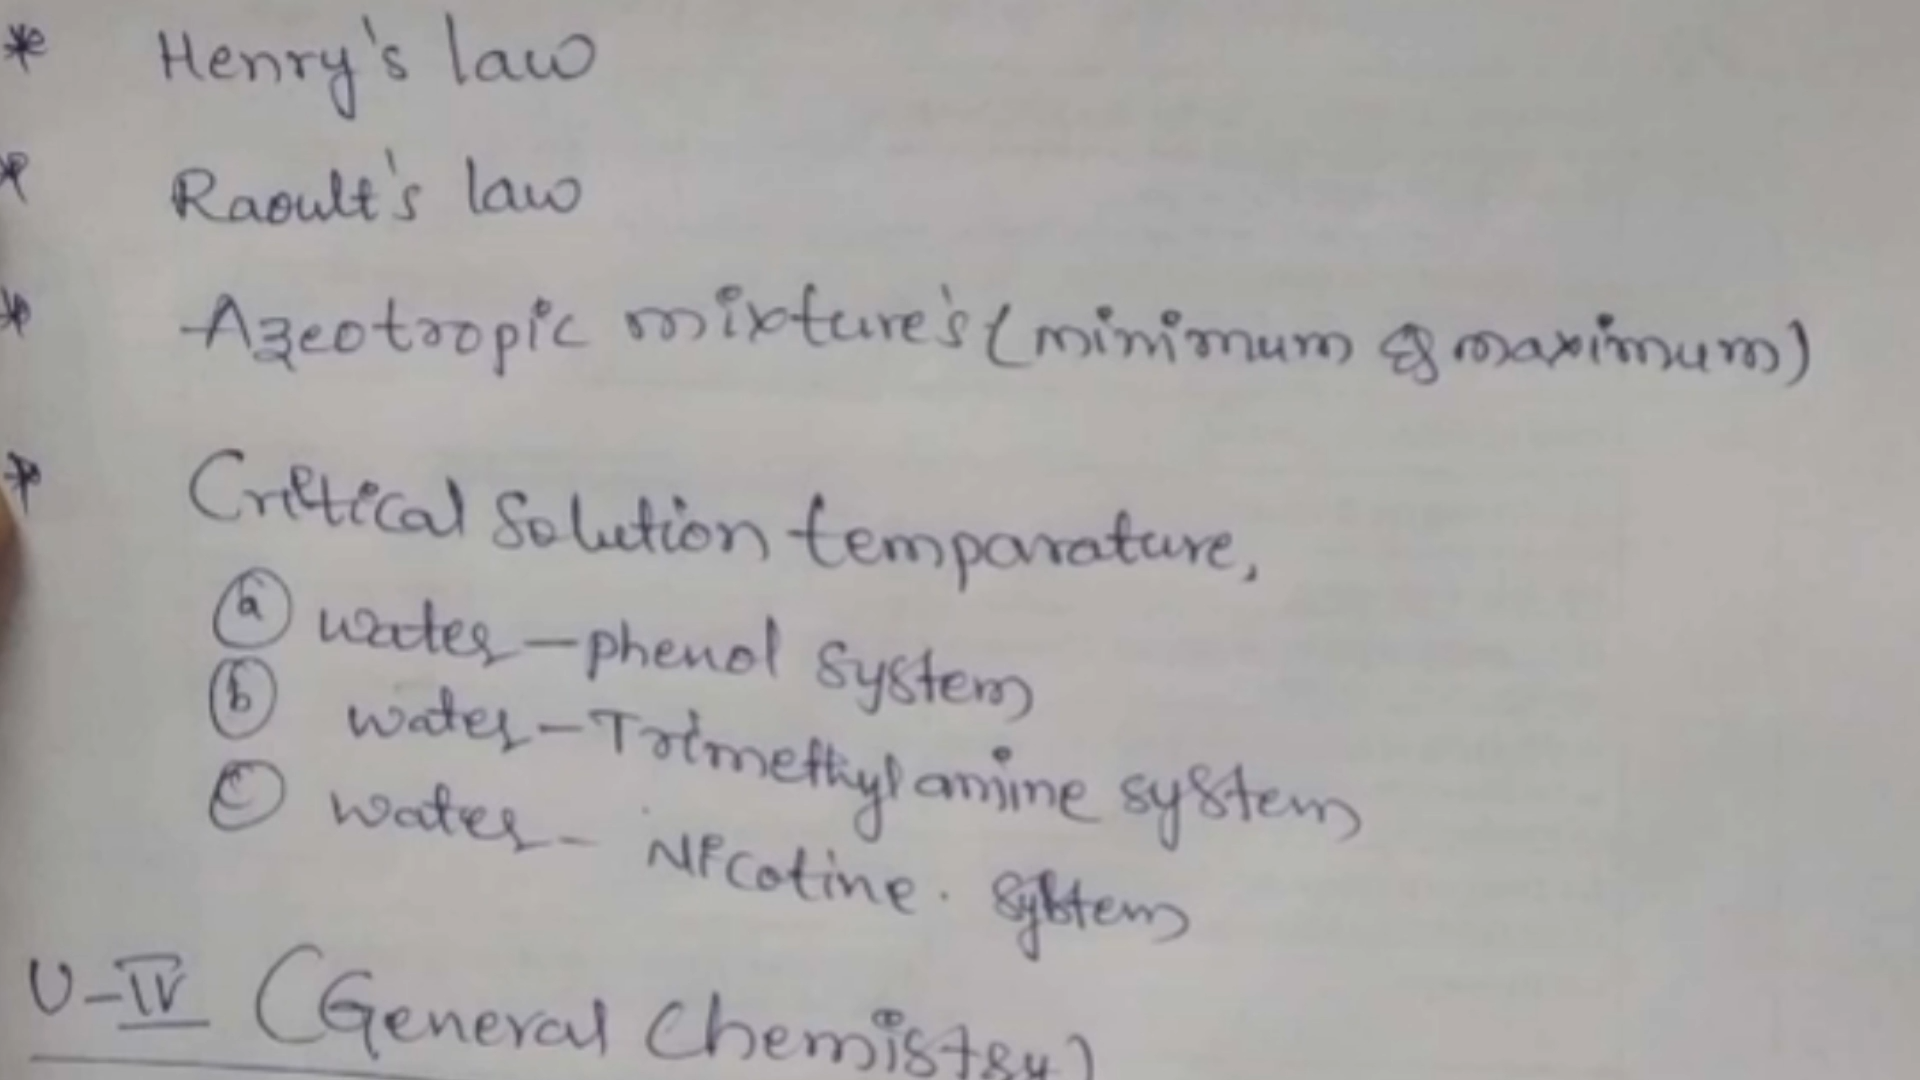 * Henry's law
* Raoult's law
* Azeotropic mixture's (minimum & maximum)
* Critical Solution temparature,
(a) water - phenol system
(b) water - Trimethyl amine system
(c) water - Nicotine. system
U-IV (General Chemistry)